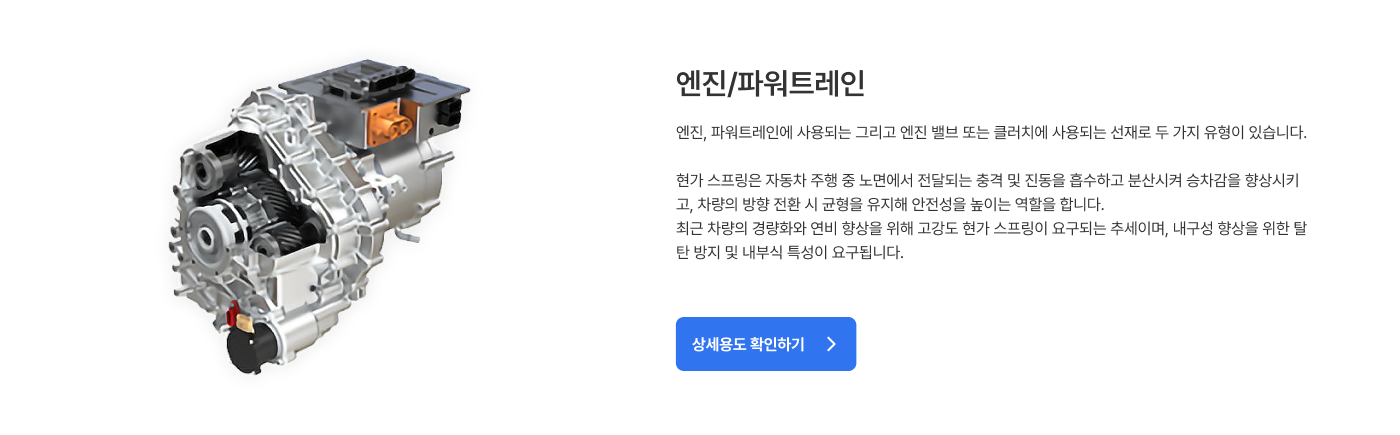 엔진/파워트레인
엔진, 파워트레인에 사용되는 그리고 엔진 밸브 또는 클러치에 사용되는 선재로 두 가지 유형이 있습니다.
현가 스프링은 자동차 주행 중 노면에서 전달되는 충격 및 진동을 흡수하고 분산시켜 승차감을 향상시키
고, 차량의 방향 전환 시 균형을 유지해 안전성을 높이는 역할을 합니다.
최근 차량의 경량화와 연비 향상을 위해 고강도 현가 스프링이 요구되는 추세이며, 내구성 향상을 위한 탈
탄 방지 및 내부식 특성이 요구됩니다.
상세용도 확인하기